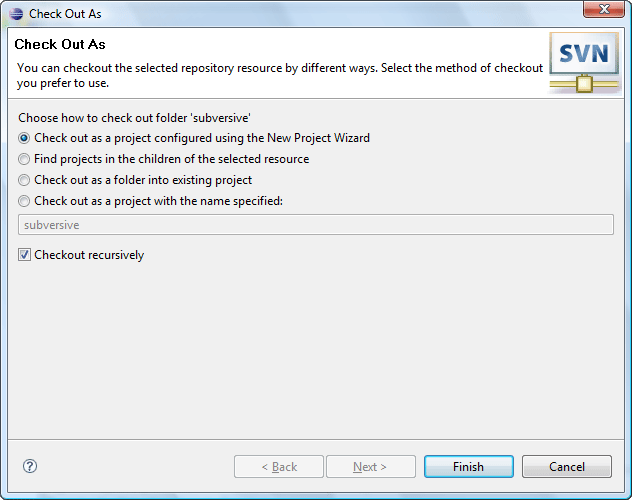 Check Out As
Check Out As
You can checkout the selected repository resource by different ways. Select the method of checkout
you prefer to use.
SVN
Choose how to check out folder 'subversive'
Check out as a project configured using the New Project Wizard
Find projects in the children of the selected resource
Check out as a folder into existing project
Check out as a project with the name specified:
subversive
Checkout recursively
?
< Back
Next >
Finish
Cancel